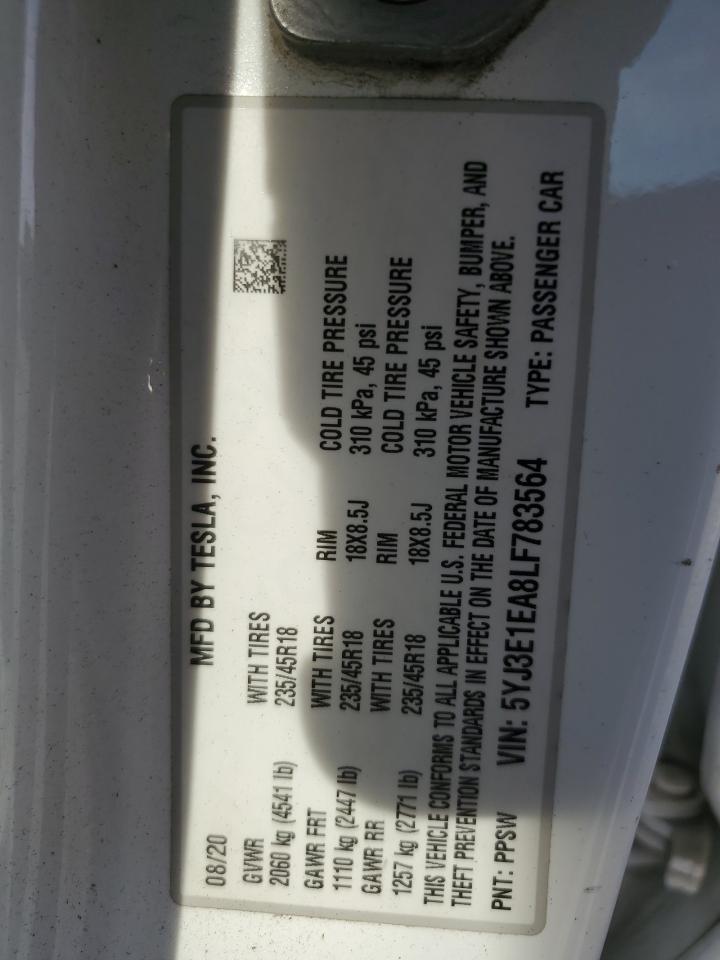 08/20 MFD BY TESLA, INC.
GVWR WITH TIRES
2060 kg (4541 lb) 235/45R18
GAWR FRT WITH TIRES RIM COLD TIRE PRESSURE
1110 kg (2447 lb) 235/45R18 18X8.5J 310 kPa, 45 psi
GAWR RR WITH TIRES RIM COLD TIRE PRESSURE
1257 kg (2771 lb) 235/45R18 18X8.5J 310 kPa, 45 psi
THIS VEHICLE CONFORMS TO ALL APPLICABLE U.S. FEDERAL MOTOR VEHICLE SAFETY, BUMPER, AND
THEFT PREVENTION STANDARDS IN EFFECT ON THE DATE OF MANUFACTURE SHOWN ABOVE.
PNT: PPSW VIN: 5YJ3E1EA8LF783564 TYPE: PASSENGER CAR